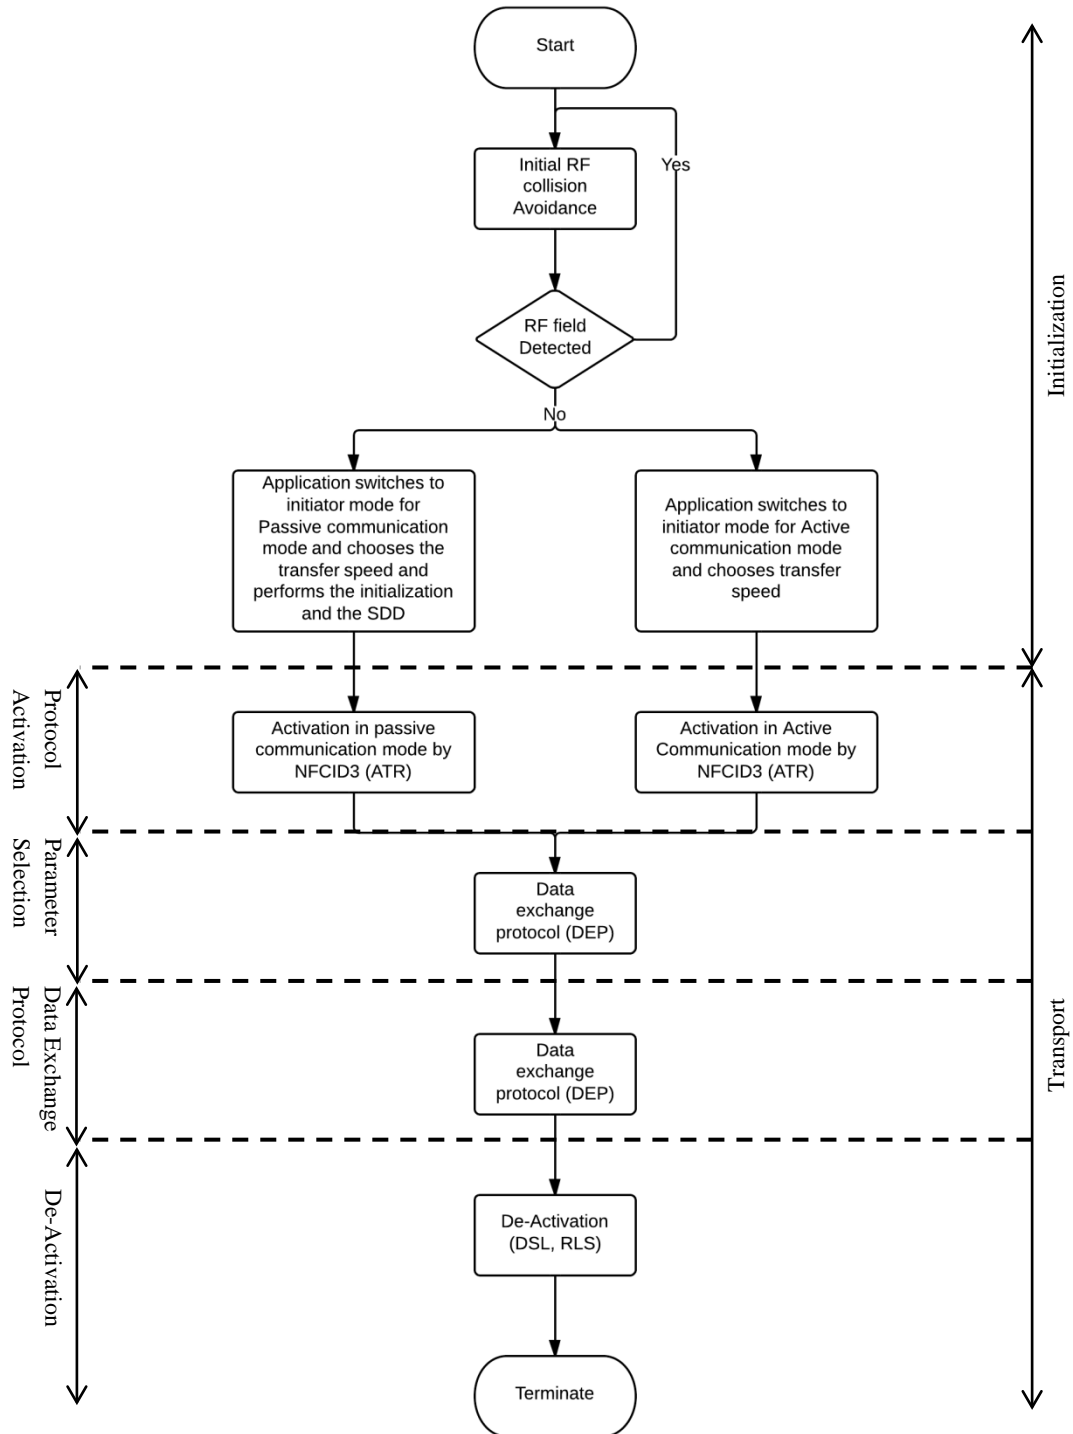 Start
Initial RF
collision
Avoidance
Yes
RF field
Detected
No
Initialization
Application switches to
initiator mode for
Passive communication
mode and chooses the
transfer speed and
performs the initialization
and the SDD
Application switches to
initiator mode for Active
communication mode
and chooses transfer
speed
Protocol
Activation
Activation in passive
communication mode by
NFCID3 (ATR)
Activation in Active
Communication mode by
NFCID3 (ATR)
Parameter
Selection
Data
exchange
protocol (DEP)
Data Exchange
Protocol
Data
exchange
protocol (DEP)
Transport
De-Activation
De-Activation
(DSL, RLS)
Terminate